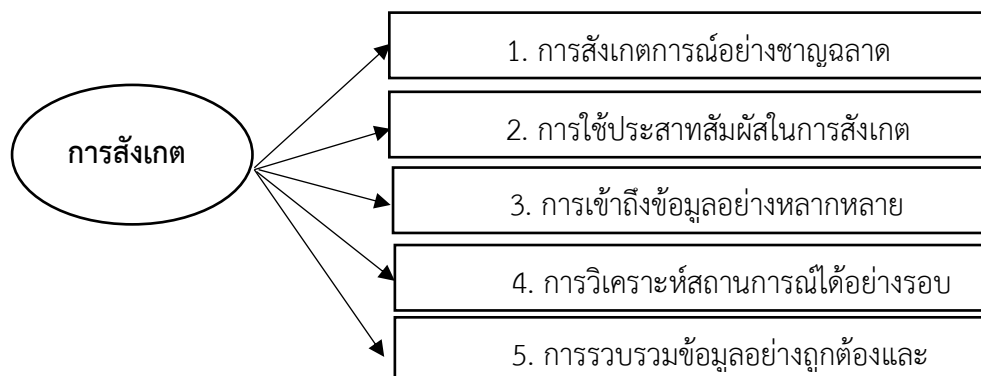 การสังเกต
1. การสังเกตการณ์อย่างชาญฉลาด
2. การใช้ประสาทสัมผัสในการสังเกต
3. การเข้าถึงข้อมูลอย่างหลากหลาย
4. การวิเคราะห์สถานการณ์ได้อย่างรอบ
5. การรวบรวมข้อมูลอย่างถูกต้องและ